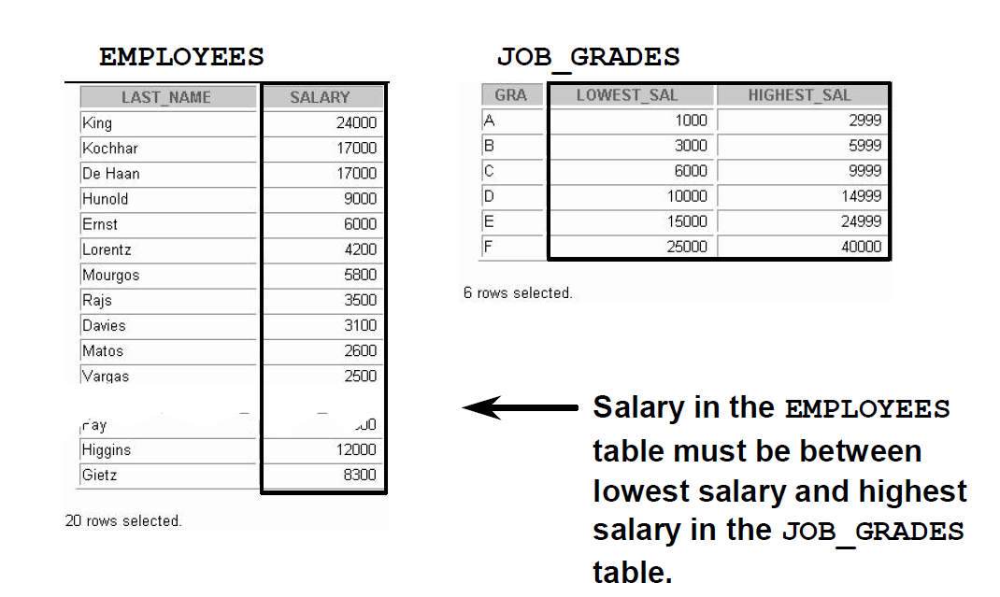 EMPLOYEES
LAST_NAME SALARY
King 24000
Kochhar 17000
De Haan 17000
Hunold 9000
Ernst 6000
Lorentz 4200
Mourgos 5800
Rajs 3500
Davies 3100
Matos 2600
Vargas 2500
Higgins 12000
Gietz 8300
20 rows selected.
JOB_GRADES
GRA LOWEST_SAL HIGHEST_SAL
A 1000 2999
B 3000 5999
C 6000 9999
D 10000 14999
E 15000 24999
F 25000 40000
6 rows selected.
Salary in the EMPLOYEES
table must be between
lowest salary and highest
salary in the JOB_GRADES
table.